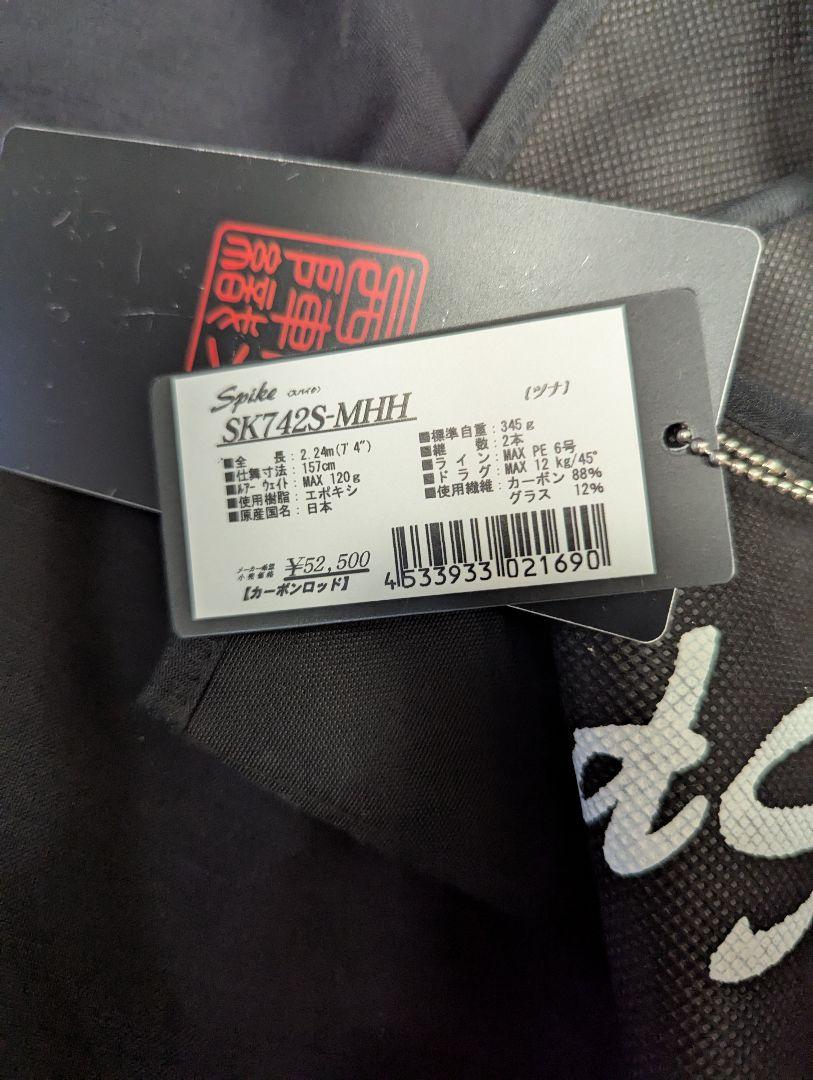 Spike 〈スパイク〉 [ツナ]
SK742S-MHH
■全長：2.24m(7'4")
■仕舞寸法：157cm
■ルアーウェイト：MAX 120g
■使用樹脂：エポキシ
■原産国名：日本
■標準自重：345g
■継数：2本
■ライン：MAX PE 6号
■ドラグ：MAX 12 kg/45°
■使用繊維：カーボン 88%
グラス 12%
メーカー希望
小売価格 ¥52,500
【カーボンロッド】
4533933021690